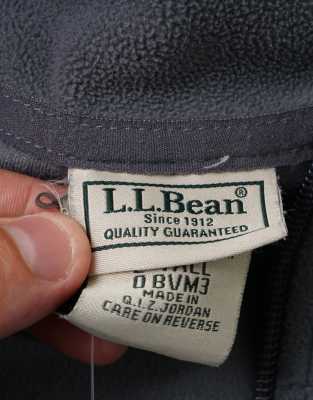 L.L.Bean®
Since 1912
QUALITY GUARANTEED
0 BVM3
MADE IN
Q.I.Z. JORDAN
CARE ON REVERSE